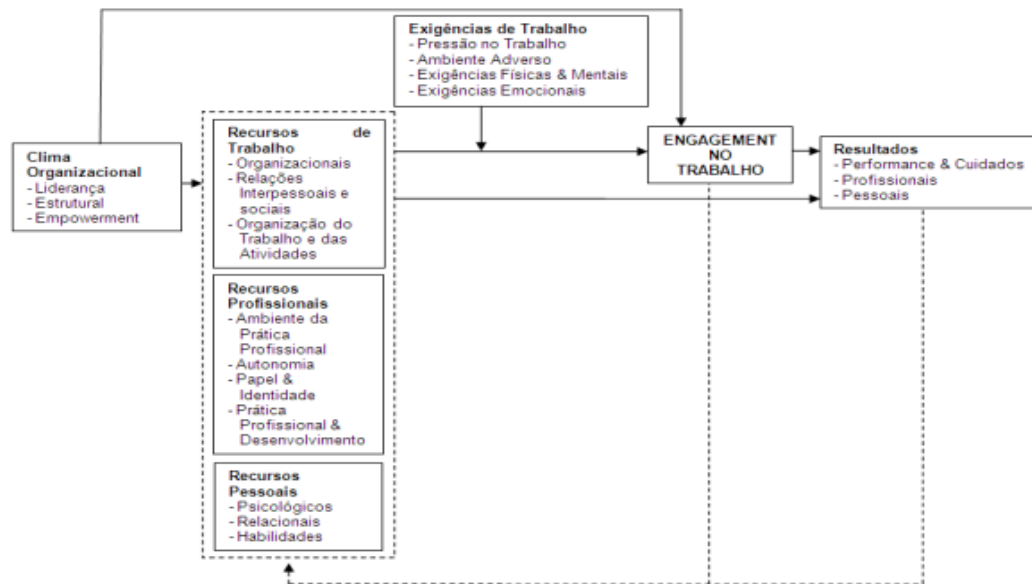 Exigências de Trabalho
- Pressão no Trabalho
- Ambiente Adverso
- Exigências Físicas & Mentais
- Exigências Emocionais
Clima
Organizacional
- Liderança
- Estrutural
- Empowerment
Recursos de
Trabalho
- Organizacionais
- Relações
Interpessoais e
sociais
- Organização do
Trabalho e das
Atividades
Recursos
Profissionais
- Ambiente da
Prática
Profissional
- Autonomia
- Papel &
Identidade
- Prática
Profissional &
Desenvolvimento
Recursos
Pessoais
- Psicológicos
- Relacionais
- Habilidades
ENGAGEMENT
NO
TRABALHO
Resultados
- Performance & Cuidados
- Profissionais
- Pessoais